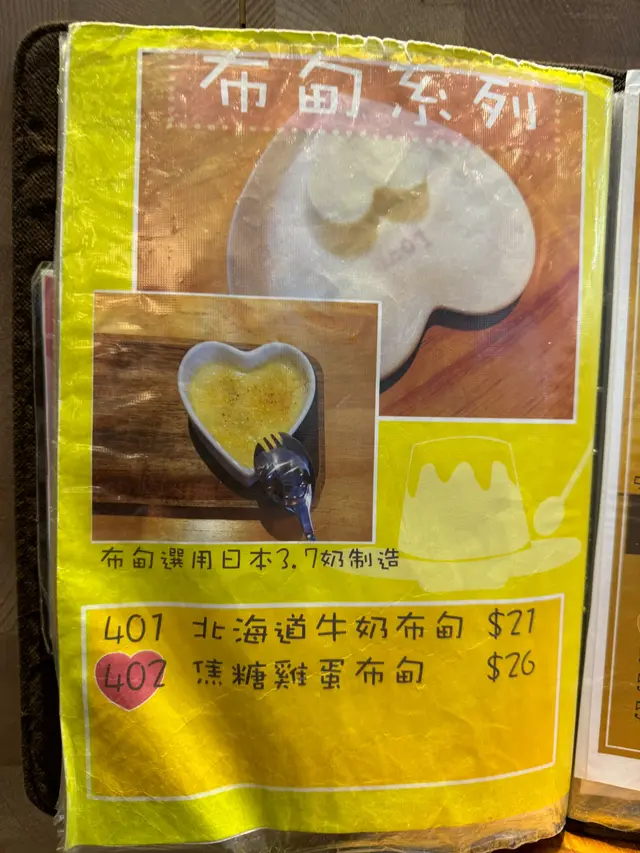 布甸系列
布甸選用日本3.7奶制造
401 北海道牛奶布甸 $21
402 焦糖雞蛋布甸 $26